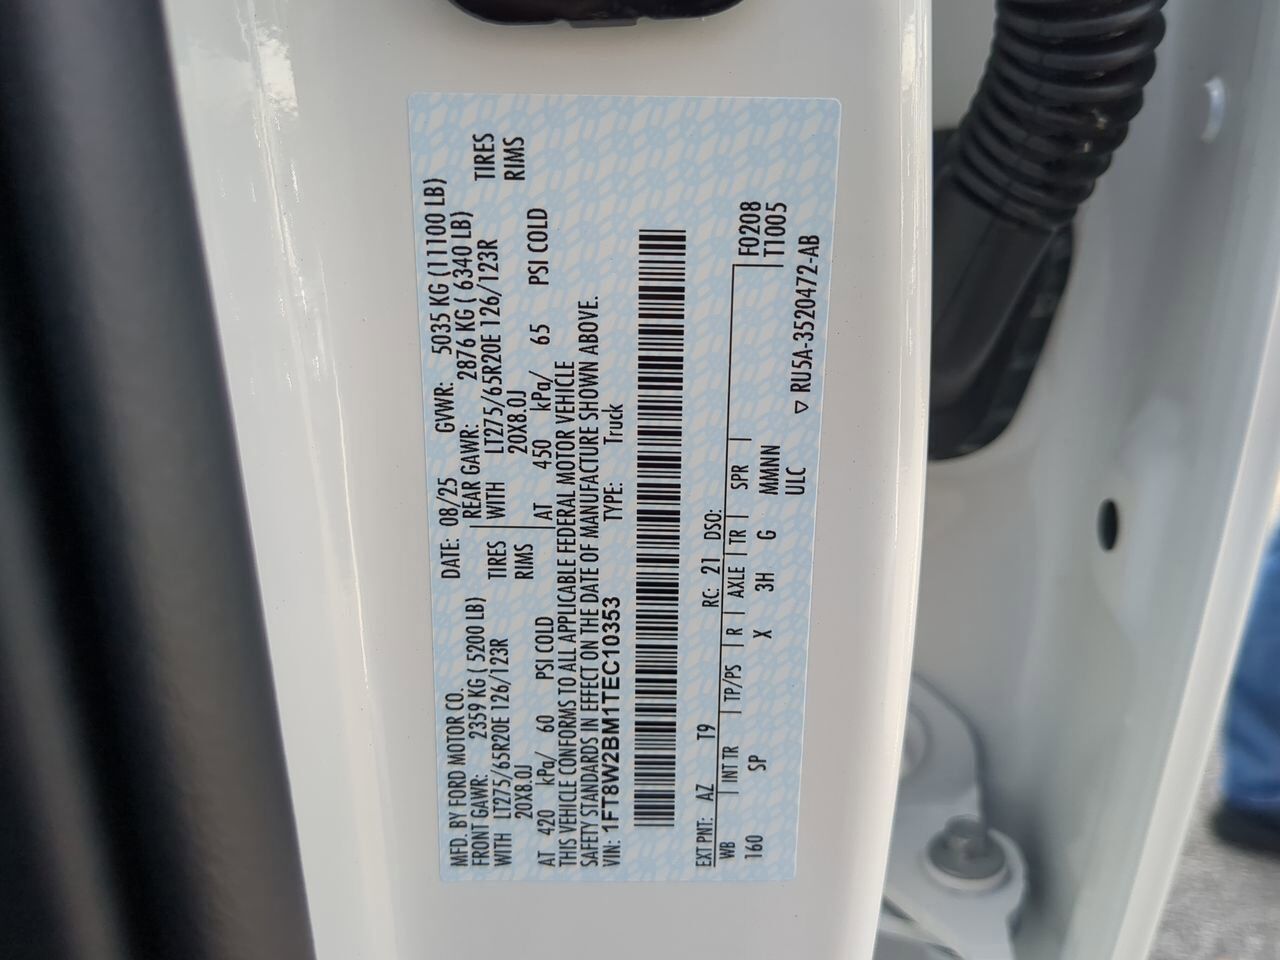 MFD. BY FORD MOTOR CO.
DATE: 08/25 GVWR: 5035 KG (11100 LB)
FRONT GAWR: 2359 KG ( 5200 LB)
REAR GAWR: 2876 KG ( 6340 LB)
WITH LT275/65R20E 126/123R TIRES
WITH LT275/65R20E 126/123R TIRES
20X8.0J RIMS
20X8.0J RIMS
AT 420 kPa/ 60 PSI COLD
AT 450 kPa/ 65 PSI COLD
THIS VEHICLE CONFORMS TO ALL APPLICABLE FEDERAL MOTOR VEHICLE
SAFETY STANDARDS IN EFFECT ON THE DATE OF MANUFACTURE SHOWN ABOVE.
VIN: 1FT8W2BM1TEC10353 TYPE: Truck
EXT PNT: AZ T9 RC: 21 DSO: F0208
WB INT TR TP/PS R AXLE TR SPR T1005
160 SP X 3H G MMNN
ULC ▽ RU5A-3520472-AB